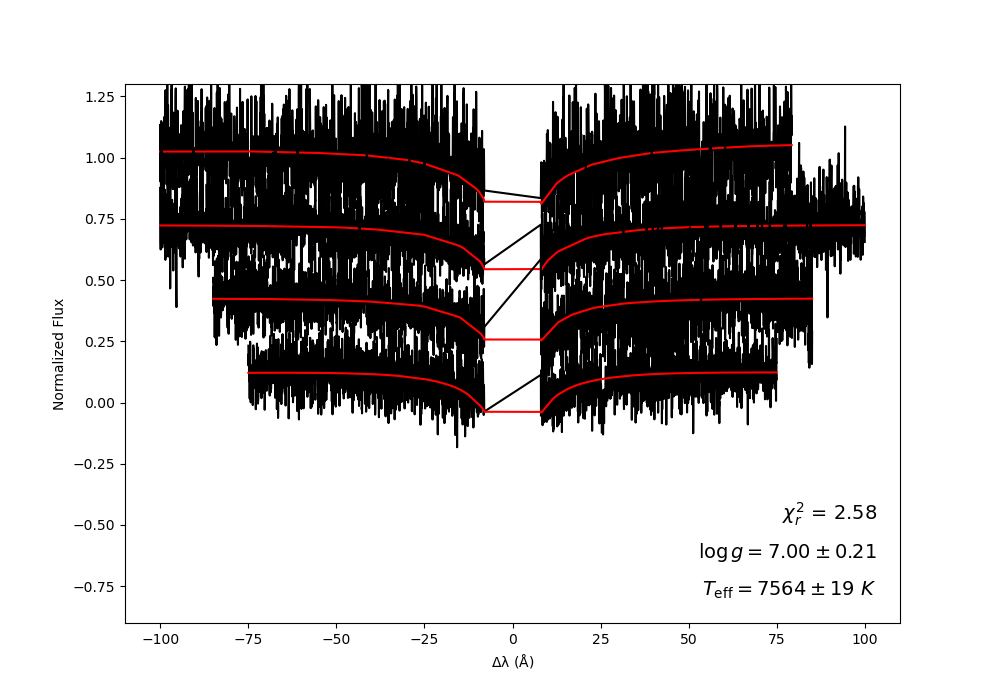 1.25
1.00
0.75
0.50
0.25
0.00
−0.25
−0.50
−0.75
Normalized Flux
χ²ᵣ = 2.58
log g = 7.00 ± 0.21
T_eff = 7564 ± 19 K
−100 −75 −50 −25 0 25 50 75 100
Δλ (Å)